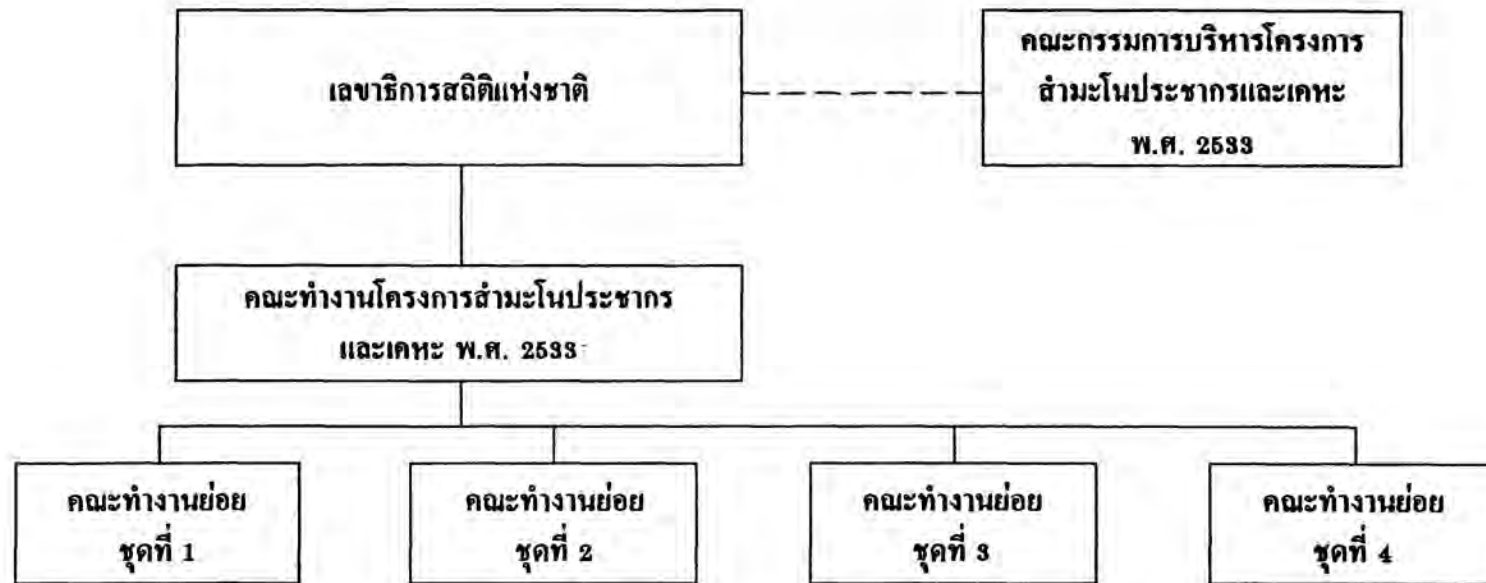 เลขาธิการสถิติแห่งชาติ
คณะกรรมการบริหารโครงการ
สำมะโนประชากรและเคหะ
พ.ศ. 2533
คณะทำงานโครงการสำมะโนประชากร
และเคหะ พ.ศ. 2533
คณะทำงานย่อย
ชุดที่ 1
คณะทำงานย่อย
ชุดที่ 2
คณะทำงานย่อย
ชุดที่ 3
คณะทำงานย่อย
ชุดที่ 4